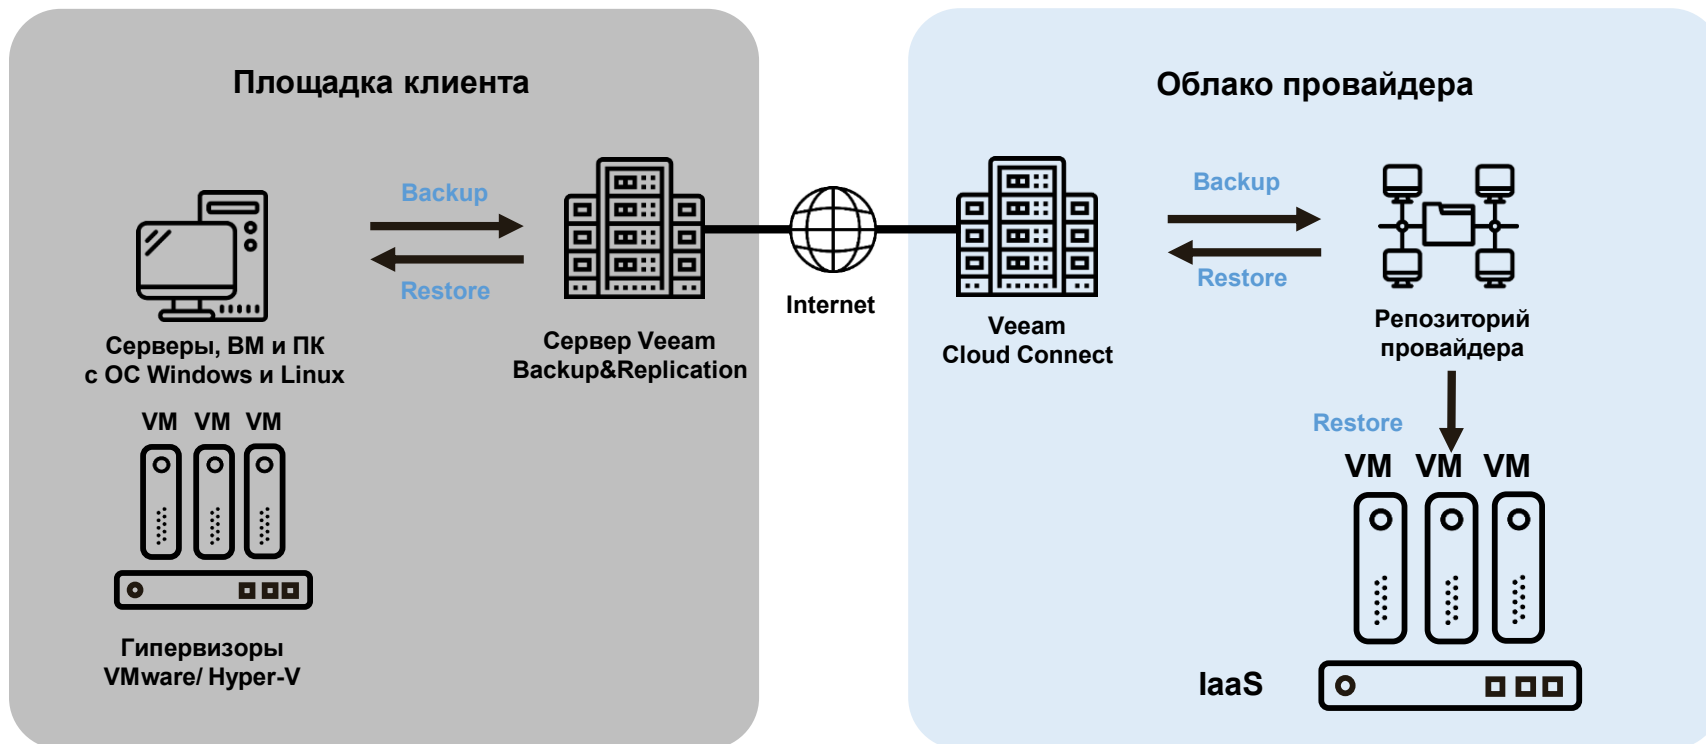 Площадка клиента
Backup
Restore
Серверы, ВМ и ПК
с ОС Windows и Linux
Сервер Veeam
Backup&Replication
VM VM VM
Гипервизоры
VMware/ Hyper-V
Internet
Облако провайдера
Veeam
Cloud Connect
Backup
Restore
Репозиторий
провайдера
Restore
VM VM VM
IaaS